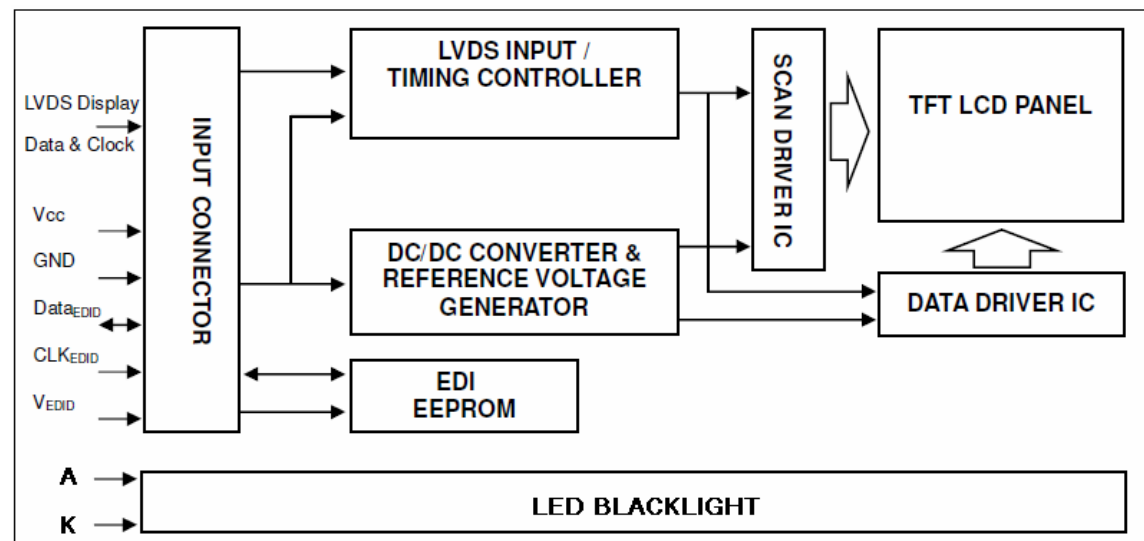 LVDS Display
Data & Clock
Vcc
GND
DataEDID
CLKEDID
VEDID
INPUT CONNECTOR
LVDS INPUT /
TIMING CONTROLLER
DC/DC CONVERTER &
REFERENCE VOLTAGE
GENERATOR
EDI
EEPROM
SCAN DRIVER IC
TFT LCD PANEL
DATA DRIVER IC
A
K
LED BLACKLIGHT